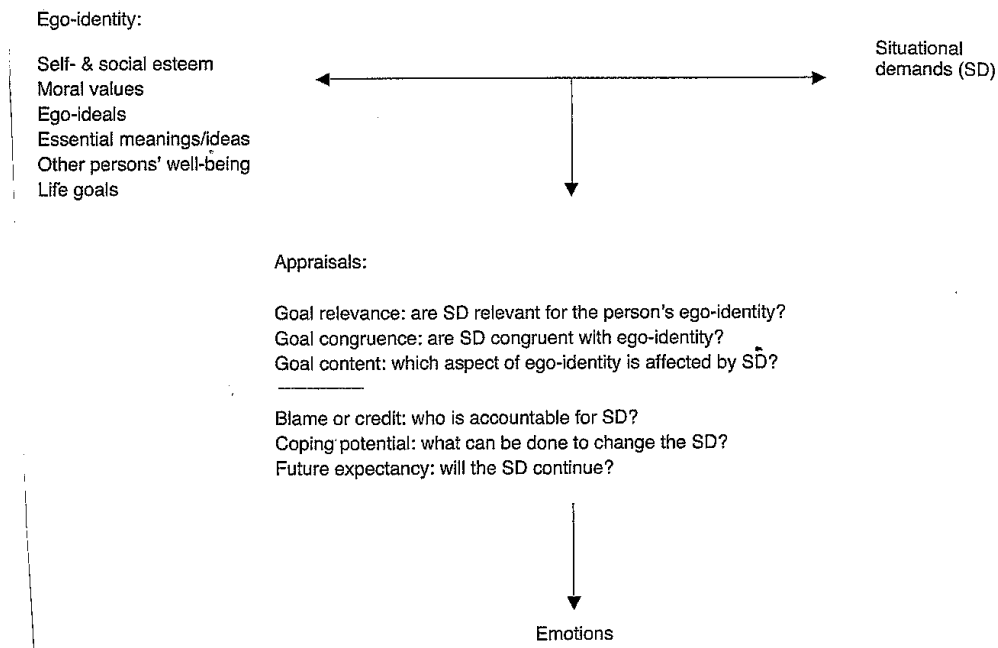 Ego-identity:
Self- & social esteem
Moral values
Ego-ideals
Essential meanings/ideas
Other persons' well-being
Life goals
Situational
demands (SD)
Appraisals:
Goal relevance: are SD relevant for the person's ego-identity?
Goal congruence: are SD congruent with ego-identity?
Goal content: which aspect of ego-identity is affected by SD?
Blame or credit: who is accountable for SD?
Coping potential: what can be done to change the SD?
Future expectancy: will the SD continue?
Emotions